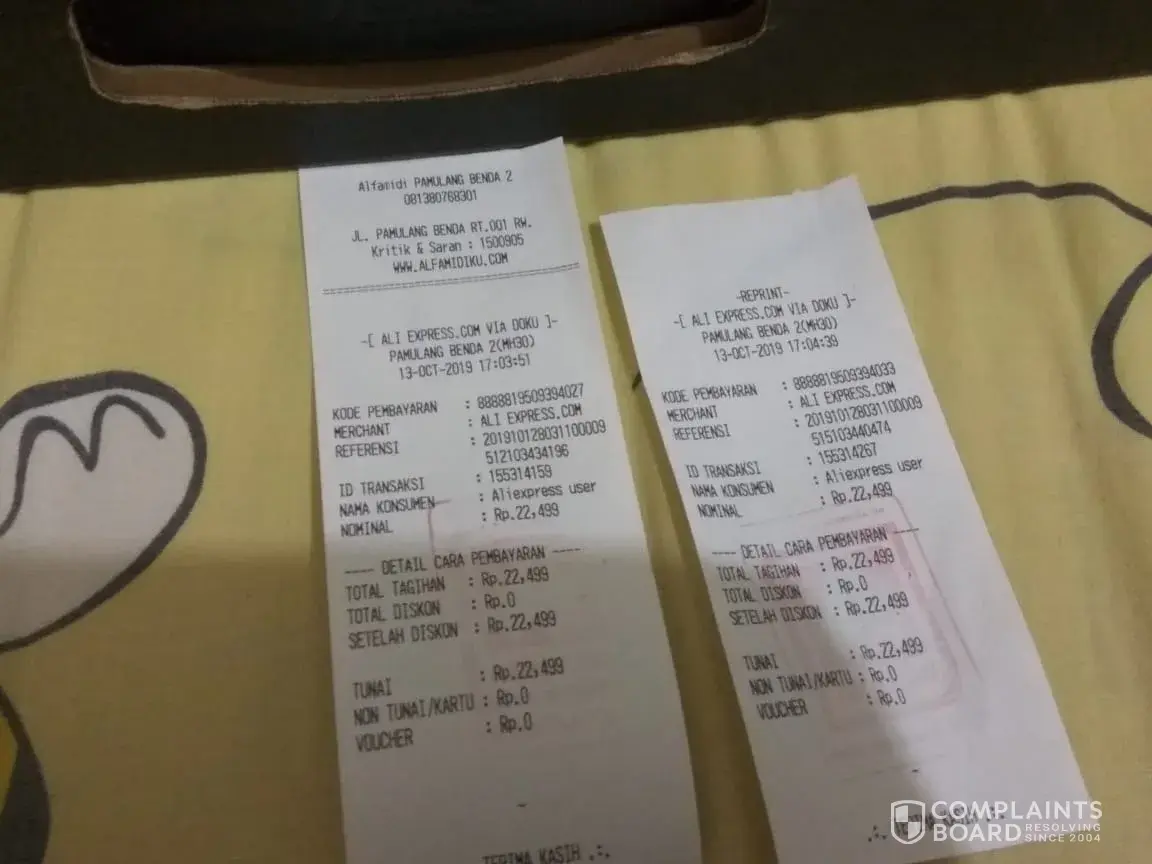 Alfamidi PAMULANG BENDA 2
081380768301
JL. PAMULANG BENDA RT.001 RW.
Kritik & Saran : 1500905
WWW.ALFAMIDIKU.COM
-[ ALI EXPRESS.COM VIA DOKU ]-
PAMULANG BENDA 2(MH30)
13-OCT-2019 17:03:51
KODE PEMBAYARAN : 8888819509394027
MERCHANT : ALI EXPRESS.COM
REFERENSI : 201910128031100009
512103434196
ID TRANSAKSI : 155314159
NAMA KONSUMEN : Aliexpress user
NOMINAL : Rp.22,499
---- DETAIL CARA PEMBAYARAN ----
TOTAL TAGIHAN : Rp.22,499
TOTAL DISKON : Rp.0
SETELAH DISKON : Rp.22,499
TUNAI : Rp.22,499
NON TUNAI/KARTU : Rp.0
VOUCHER : Rp.0
TERIMA KASIH .:.
-REPRINT-
-[ ALI EXPRESS.COM VIA DOKU ]-
PAMULANG BENDA 2(MH30)
13-OCT-2019 17:04:39
KODE PEMBAYARAN : 8888819509394033
MERCHANT : ALI EXPRESS.COM
REFERENSI : 201910128031100009
515103440474
ID TRANSAKSI : 155314267
NAMA KONSUMEN : Aliexpress user
NOMINAL : Rp.22,499
---- DETAIL CARA PEMBAYARAN ----
TOTAL TAGIHAN : Rp.22,499
TOTAL DISKON : Rp.0
SETELAH DISKON : Rp.22,499
TUNAI : Rp.22,499
NON TUNAI/KARTU : Rp.0
VOUCHER : Rp.0
COMPLAINTS
BOARD RESOLVING
SINCE 2004